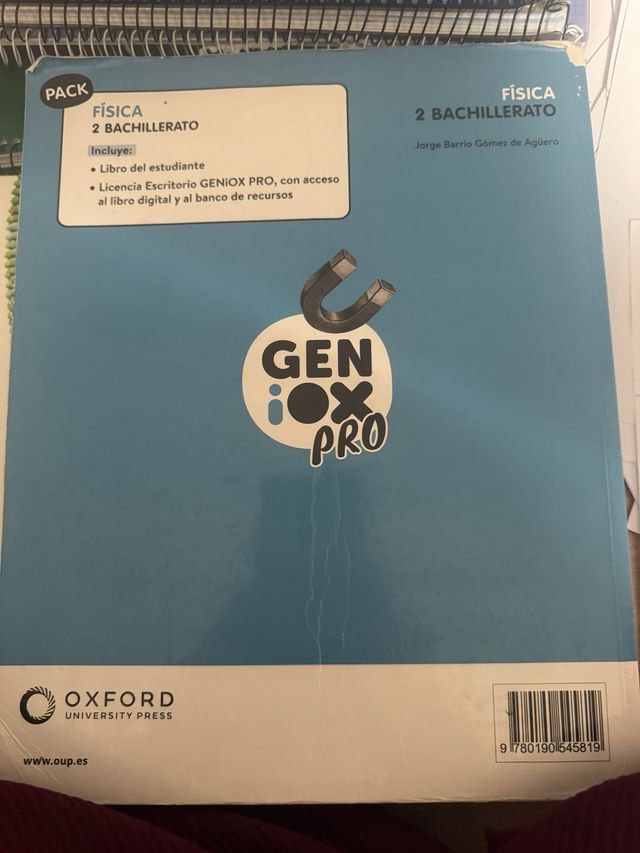 PACK
FÍSICA
2 BACHILLERATO
Incluye:
• Libro del estudiante
• Licencia Escritorio GENiOX PRO, con acceso
al libro digital y al banco de recursos
FÍSICA
2 BACHILLERATO
Jorge Barrio Gómez de Agüero
GEN
iOX
PRO
OXFORD
UNIVERSITY PRESS
www.oup.es
9 780190 545819